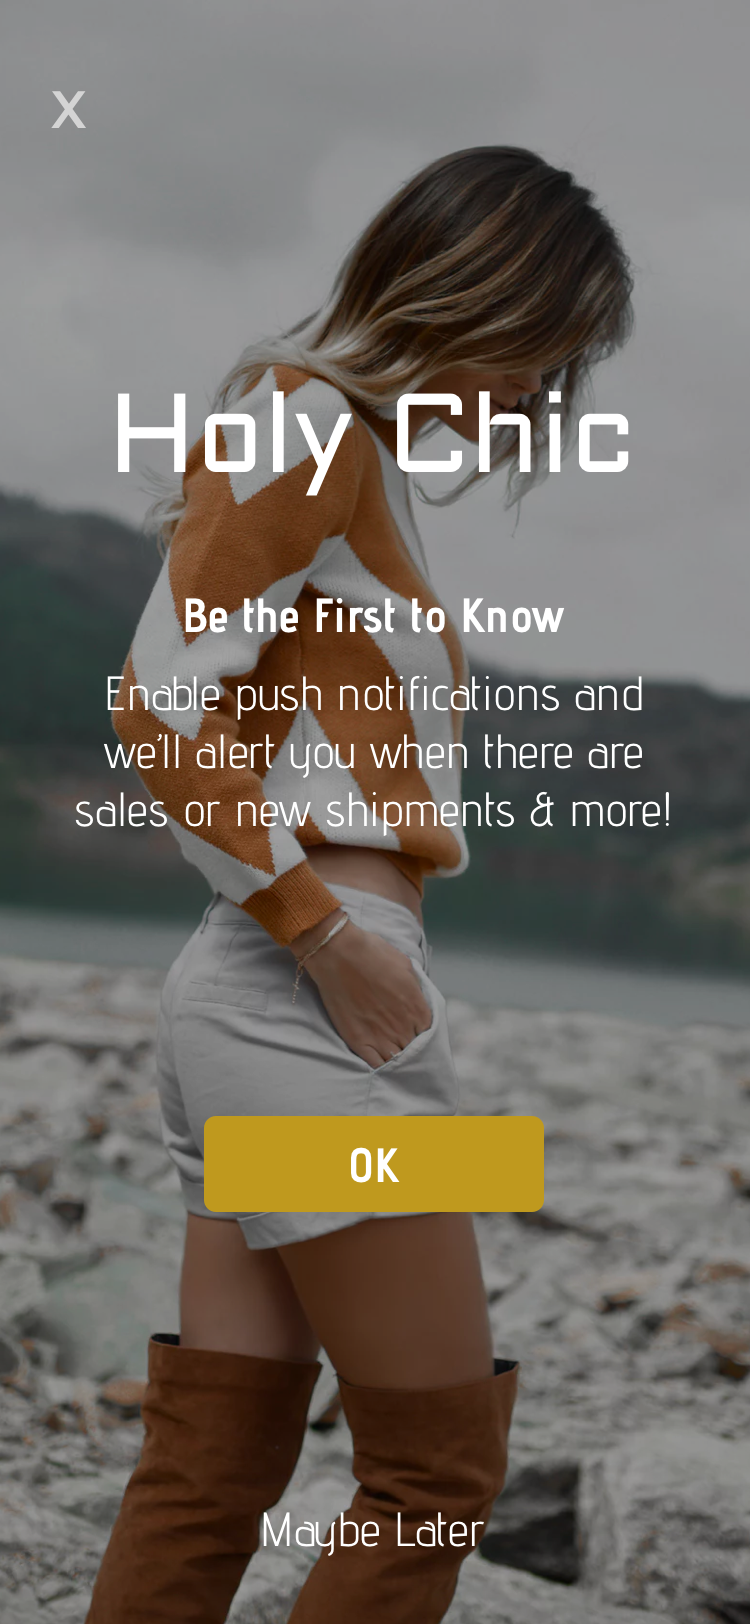 X
Holy Chic
Be the First to Know
Enable push notifications and
we'll alert you when there are
sales or new shipments & more!
OK
Maybe Later